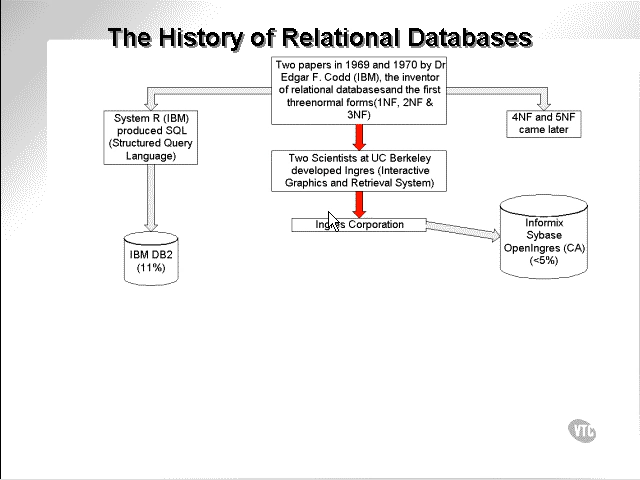 The History of Relational Databases
Two papers in 1969 and 1970 by Dr
Edgar F. Codd (IBM), the inventor
of relational databasesand the first
threenormal forms(1NF, 2NF &
3NF)
System R (IBM)
produced SQL
(Structured Query
Language)
4NF and 5NF
came later
Two Scientists at UC Berkeley
developed Ingres (Interactive
Graphics and Retrieval System)
Ingres Corporation
Informix
Sybase
OpenIngres (CA)
(<5%)
IBM DB2
(11%)
VTC